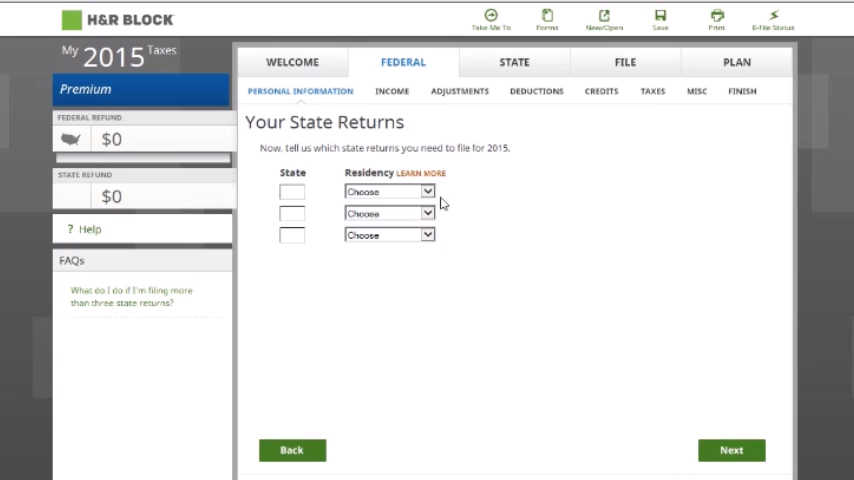 H&R BLOCK
Take Me To Forms New/Open Save Print E-File Status
My 2015 Taxes
Premium
FEDERAL REFUND
$0
STATE REFUND
$0
? Help
FAQs
What do I do if I'm filing more
than three state returns?
WELCOME FEDERAL STATE FILE PLAN
PERSONAL INFORMATION INCOME ADJUSTMENTS DEDUCTIONS CREDITS TAXES MISC FINISH
Your State Returns
Now, tell us which state returns you need to file for 2015.
State Residency LEARN MORE
Choose
Choose
Choose
Back Next